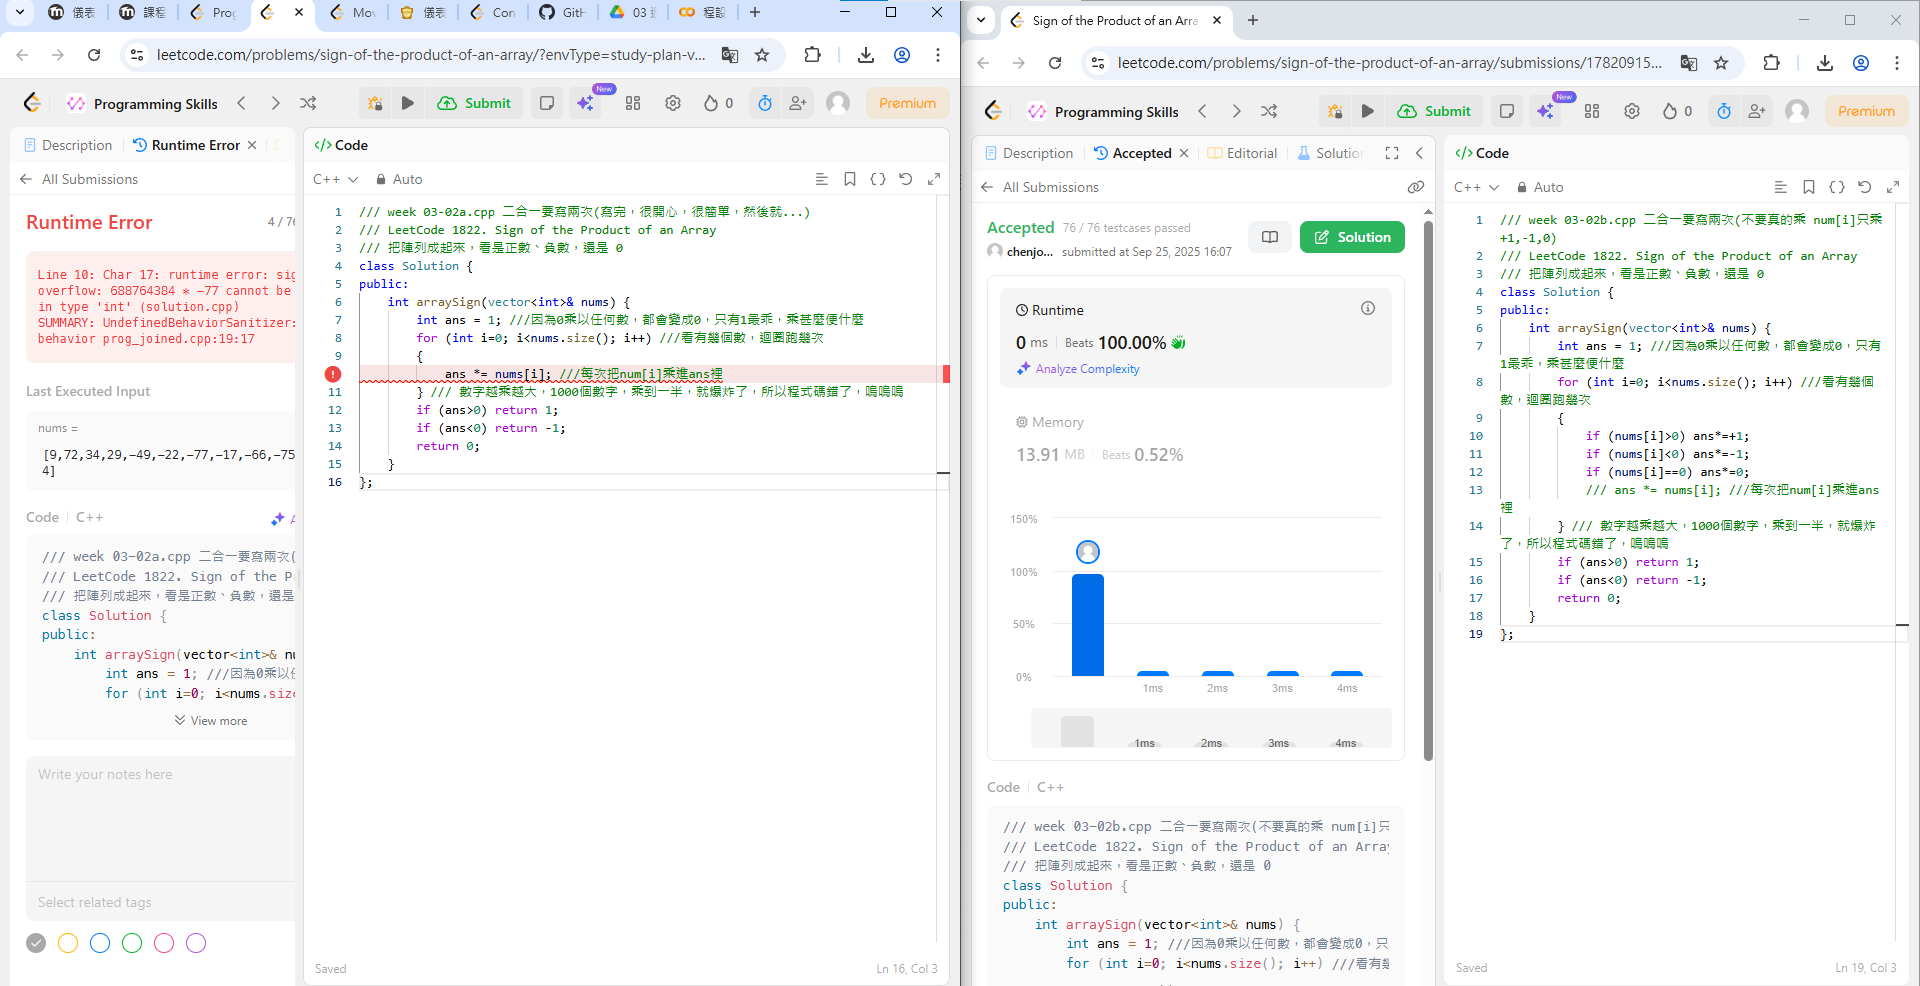 儀表
課程
Prog
Mov
儀表
Con
GitH
03 進
程設
leetcode.com/problems/sign-of-the-product-of-an-array/?envType=study-plan-v...
Programming Skills
Submit
New
0
Premium
Description
Runtime Error
All Submissions
Runtime Error
4 / 76
Line 10: Char 17: runtime error: sig
overflow: 688764384 * -77 cannot be
in type 'int' (solution.cpp)
SUMMARY: UndefinedBehaviorSanitizer:
behavior prog_joined.cpp:19:17
Last Executed Input
nums =
[9,72,34,29,-49,-22,-77,-17,-66,-75
4]
Code
C++
/// week 03-02a.cpp 二合一要寫兩次(
/// LeetCode 1822. Sign of the Pr
/// 把陣列成起來，看是正數、負數，還是
class Solution {
public:
int arraySign(vector<int>& nu
int ans = 1; ///因為0乘以任
for (int i=0; i<nums.size
View more
Write your notes here
Select related tags
Code
C++
Auto
1 /// week 03-02a.cpp 二合一要寫兩次(寫完，很開心，很簡單，然後就...)
2 /// LeetCode 1822. Sign of the Product of an Array
3 /// 把陣列成起來，看是正數、負數，還是 0
4 class Solution {
5 public:
6 int arraySign(vector<int>& nums) {
7 int ans = 1; ///因為0乘以任何數，都會變成0，只有1最乖，乘甚麼便什麼
8 for (int i=0; i<nums.size(); i++) ///看有幾個數，迴圈跑幾次
9 {
ans *= nums[i]; ///每次把num[i]乘進ans裡
11 } /// 數字越乘越大，1000個數字，乘到一半，就爆炸了，所以程式碼錯了，嗚嗚嗚
12 if (ans>0) return 1;
13 if (ans<0) return -1;
14 return 0;
15 }
16 };
Saved
Ln 16, Col 3
Sign of the Product of an Arra
leetcode.com/problems/sign-of-the-product-of-an-array/submissions/17820915...
Programming Skills
Submit
New
0
Premium
Description
Accepted
Editorial
Solution
All Submissions
Accepted 76 / 76 testcases passed
chenjo... submitted at Sep 25, 2025 16:07
Solution
Runtime
0 ms Beats 100.00%
Analyze Complexity
Memory
13.91 MB Beats 0.52%
150%
100%
50%
0%
1ms 2ms 3ms 4ms
1ms 2ms 3ms 4ms
Code
C++
/// week 03-02b.cpp 二合一要寫兩次(不要真的乘 num[i]只
/// LeetCode 1822. Sign of the Product of an Array
/// 把陣列成起來，看是正數、負數，還是 0
class Solution {
public:
int arraySign(vector<int>& nums) {
int ans = 1; ///因為0乘以任何數，都會變成0，只
for (int i=0; i<nums.size(); i++) ///看有幾
Code
C++
Auto
1 /// week 03-02b.cpp 二合一要寫兩次(不要真的乘 num[i]只乘
+1,-1,0)
2 /// LeetCode 1822. Sign of the Product of an Array
3 /// 把陣列成起來，看是正數、負數，還是 0
4 class Solution {
5 public:
6 int arraySign(vector<int>& nums) {
7 int ans = 1; ///因為0乘以任何數，都會變成0，只有
1最乖，乘甚麼便什麼
8 for (int i=0; i<nums.size(); i++) ///看有幾個
數，迴圈跑幾次
9 {
10 if (nums[i]>0) ans*=+1;
11 if (nums[i]<0) ans*=-1;
12 if (nums[i]==0) ans*=0;
13 /// ans *= nums[i]; ///每次把num[i]乘進ans
裡
14 } /// 數字越乘越大，1000個數字，乘到一半，就爆炸
了，所以程式碼錯了，嗚嗚嗚
15 if (ans>0) return 1;
16 if (ans<0) return -1;
17 return 0;
18 }
19 };
Saved
Ln 19, Col 3